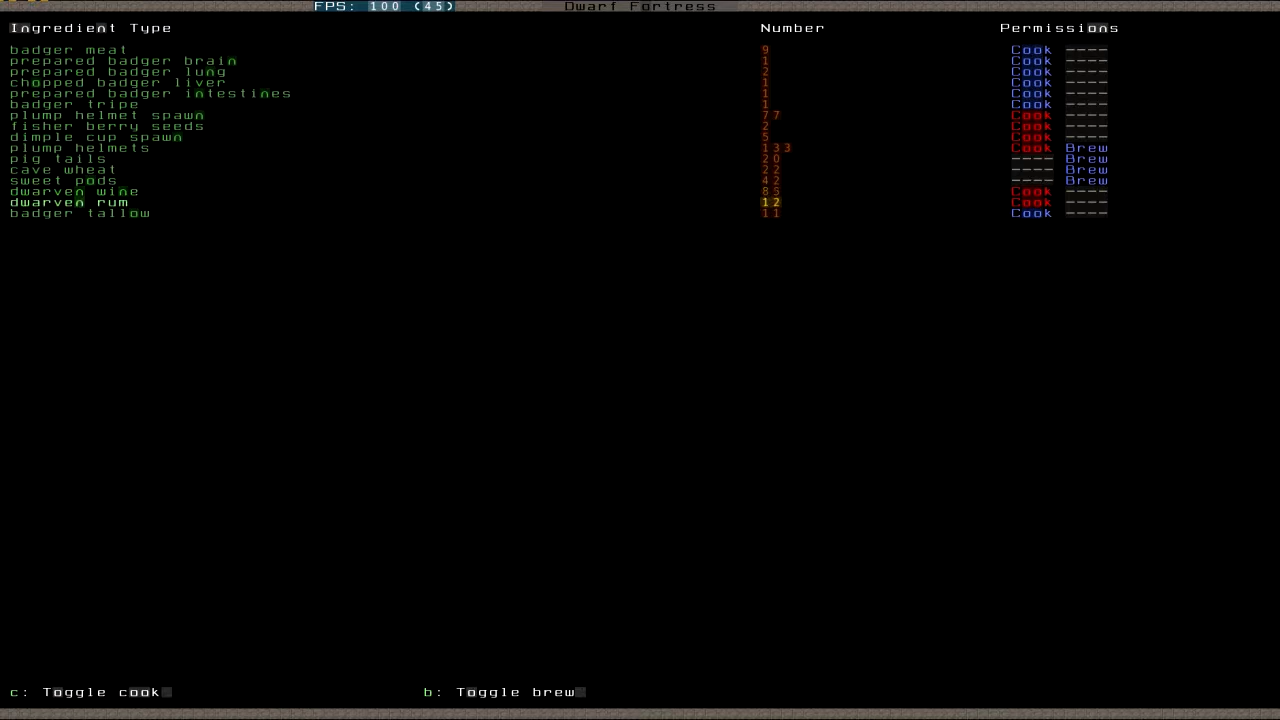 FPS: 100 (45) Dwarf Fortress
Ingredient Type Number Permissions
badger meat 9 Cook ----
prepared badger brain 1 Cook ----
prepared badger lung 2 Cook ----
chopped badger liver 1 Cook ----
prepared badger intestines 1 Cook ----
badger tripe 1 Cook ----
plump helmet spawn 77 Cook ----
fisher berry seeds 2 Cook ----
dimple cup spawn 5 Cook ----
plump helmets 133 Cook Brew
pig tails 20 ---- Brew
cave wheat 22 ---- Brew
sweet pods 42 ---- Brew
dwarven wine 85 Cook ----
dwarven rum 12 Cook ----
badger tallow 11 Cook ----
c: Toggle cook b: Toggle brew